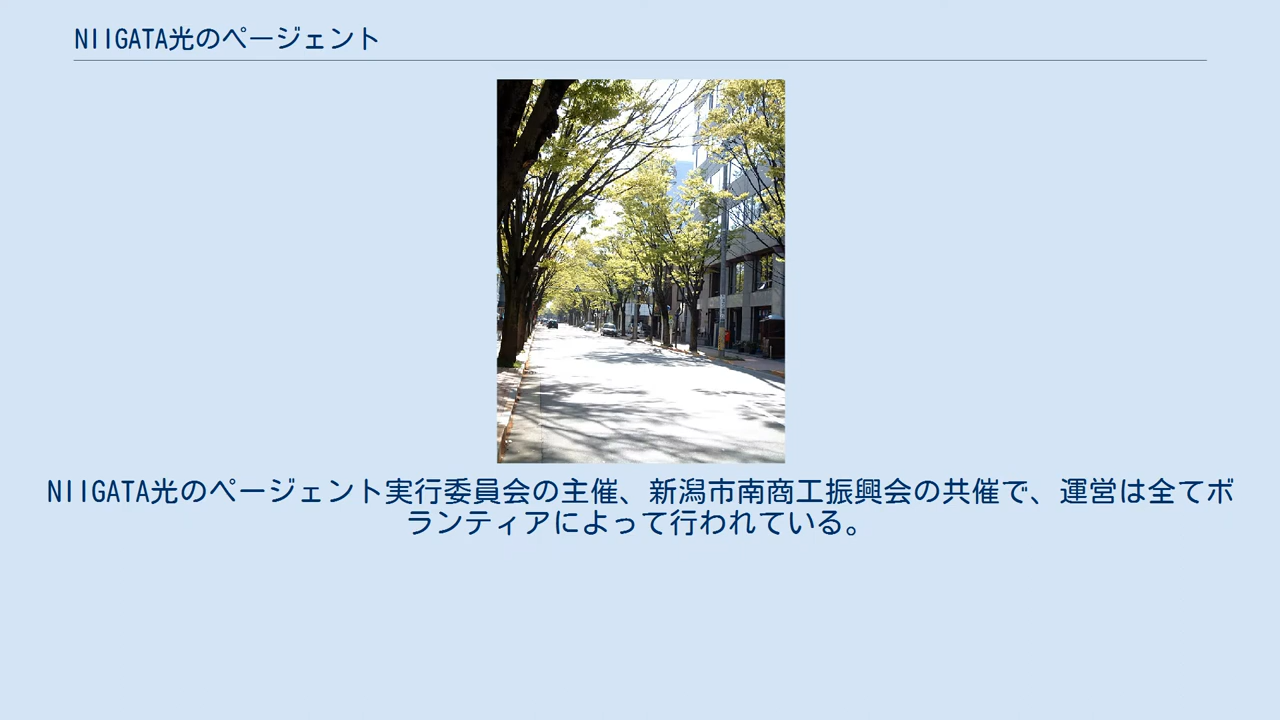 NIIGATA光のページェント
NIIGATA光のページェント実行委員会の主催、新潟市南商工振興会の共催で、運営は全てボ
ランティアによって行われている。